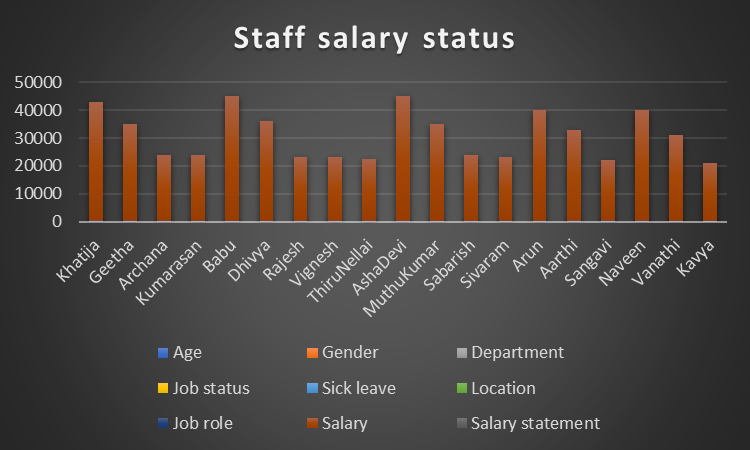 Staff salary status
50000
40000
30000
20000
10000
0
Khatija Geetha Archana Kumarasan Babu Dhivya Rajesh Vignesh ThiruNellai AshaDevi MuthuKumar Sabarish Sivaram Arun Aarthi Sangavi Naveen Vanathi Kavya
Age Gender Department
Job status Sick leave Location
Job role Salary Salary statement